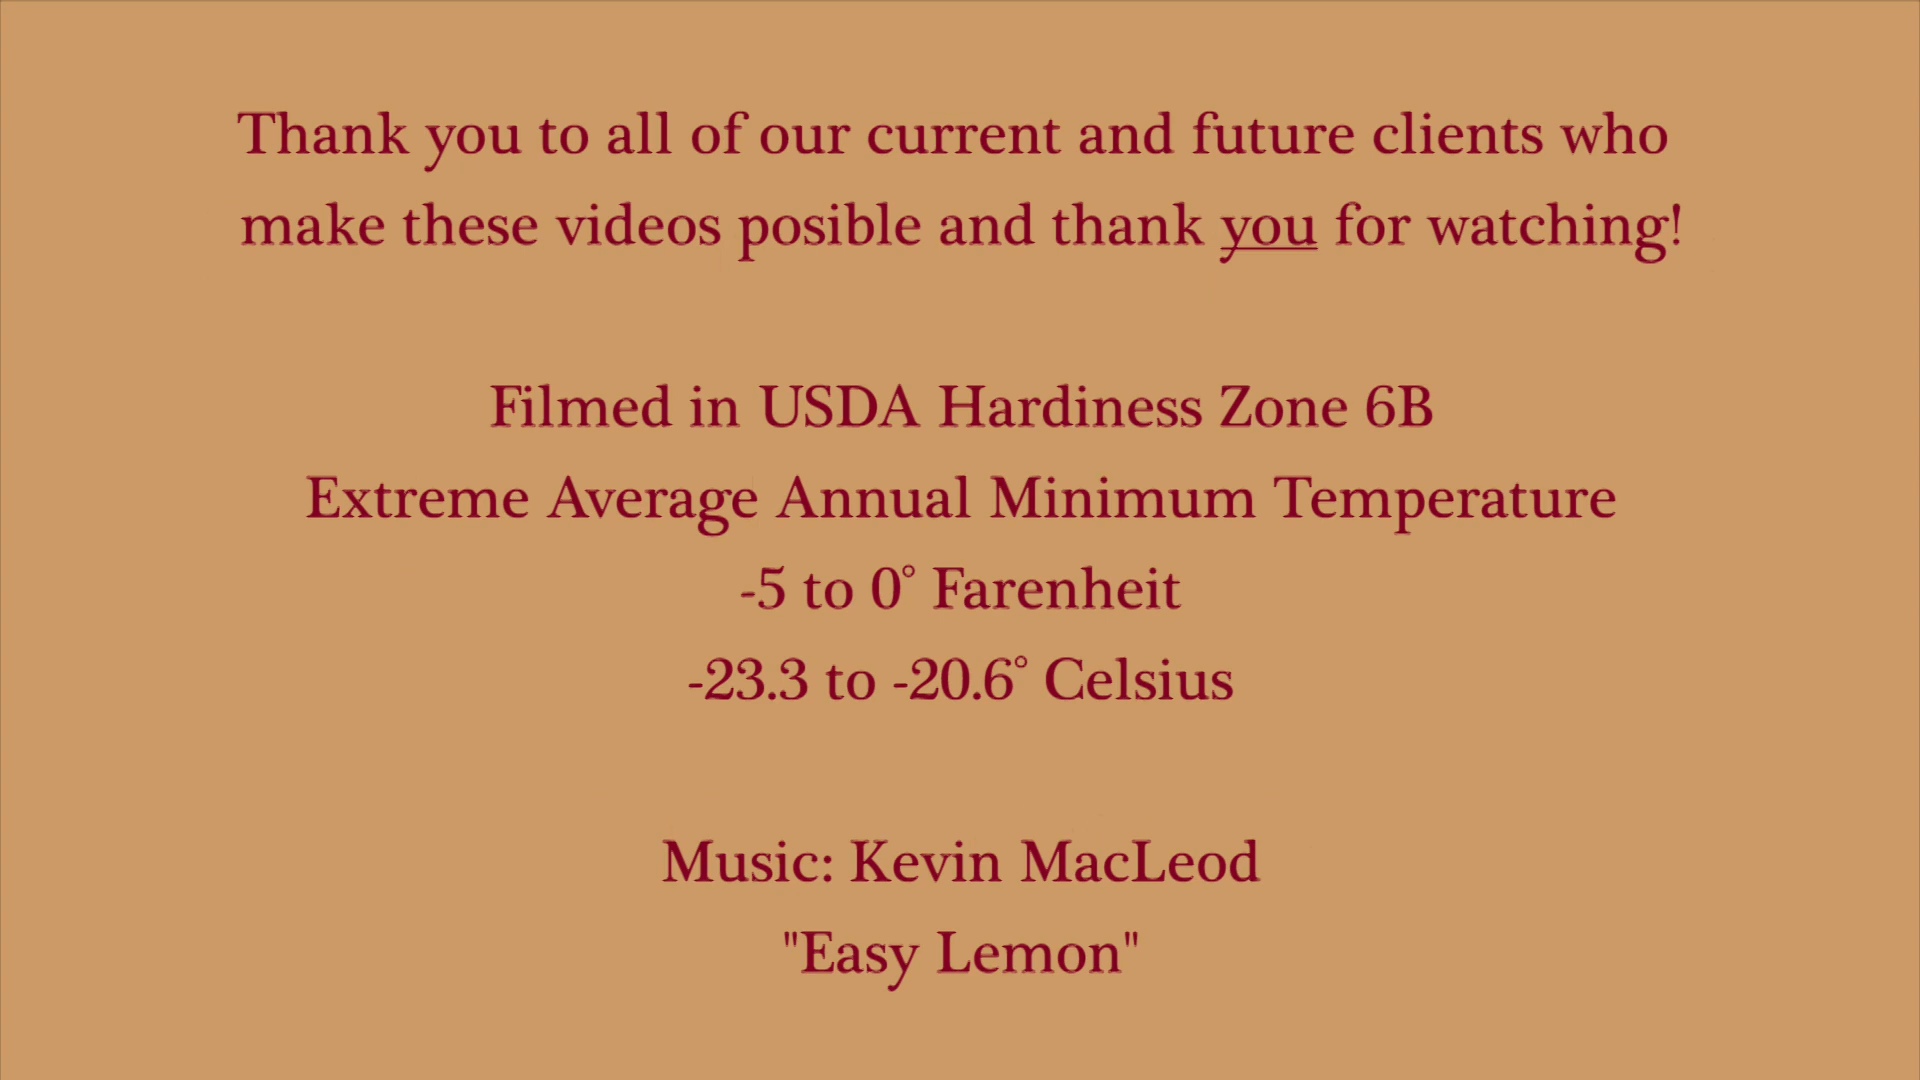 Thank you to all of our current and future clients who
make these videos posible and thank you for watching!
Filmed in USDA Hardiness Zone 6B
Extreme Average Annual Minimum Temperature
-5 to 0° Farenheit
-23.3 to -20.6° Celsius
Music: Kevin MacLeod
"Easy Lemon"